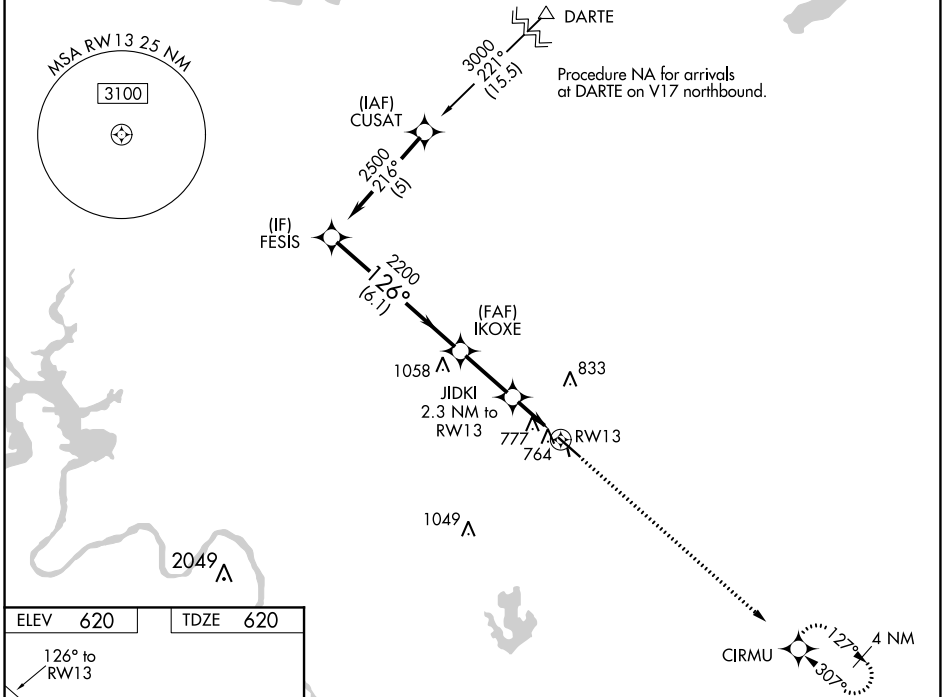 MSA RW13 25 NM
3100
DARTE
3000
221°
(15.5)
Procedure NA for arrivals
at DARTE on V17 northbound.
(IAF)
CUSAT
2500
216°
(5)
(IF)
FESIS
2200
126°
(6.1)
(FAF)
IKOXE
1058
833
JIDKI
2.3 NM to
RW13
777
764
RW13
1049
2049
ELEV 620
TDZE 620
126° to
RW13
CIRMU
127°
4 NM
307°